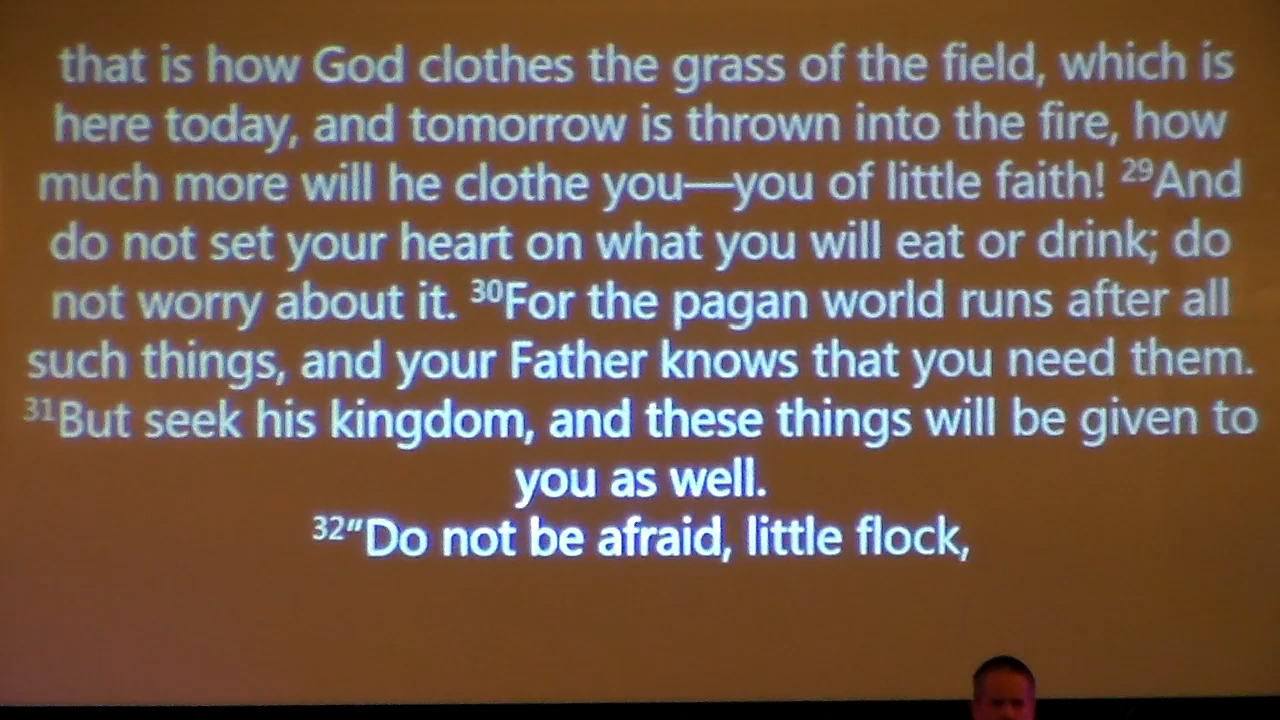 that is how God clothes the grass of the field, which is
here today, and tomorrow is thrown into the fire, how
much more will he clothe you—you of little faith! 29And
do not set your heart on what you will eat or drink; do
not worry about it. 30For the pagan world runs after all
such things, and your Father knows that you need them.
31But seek his kingdom, and these things will be given to
you as well.
32"Do not be afraid, little flock,